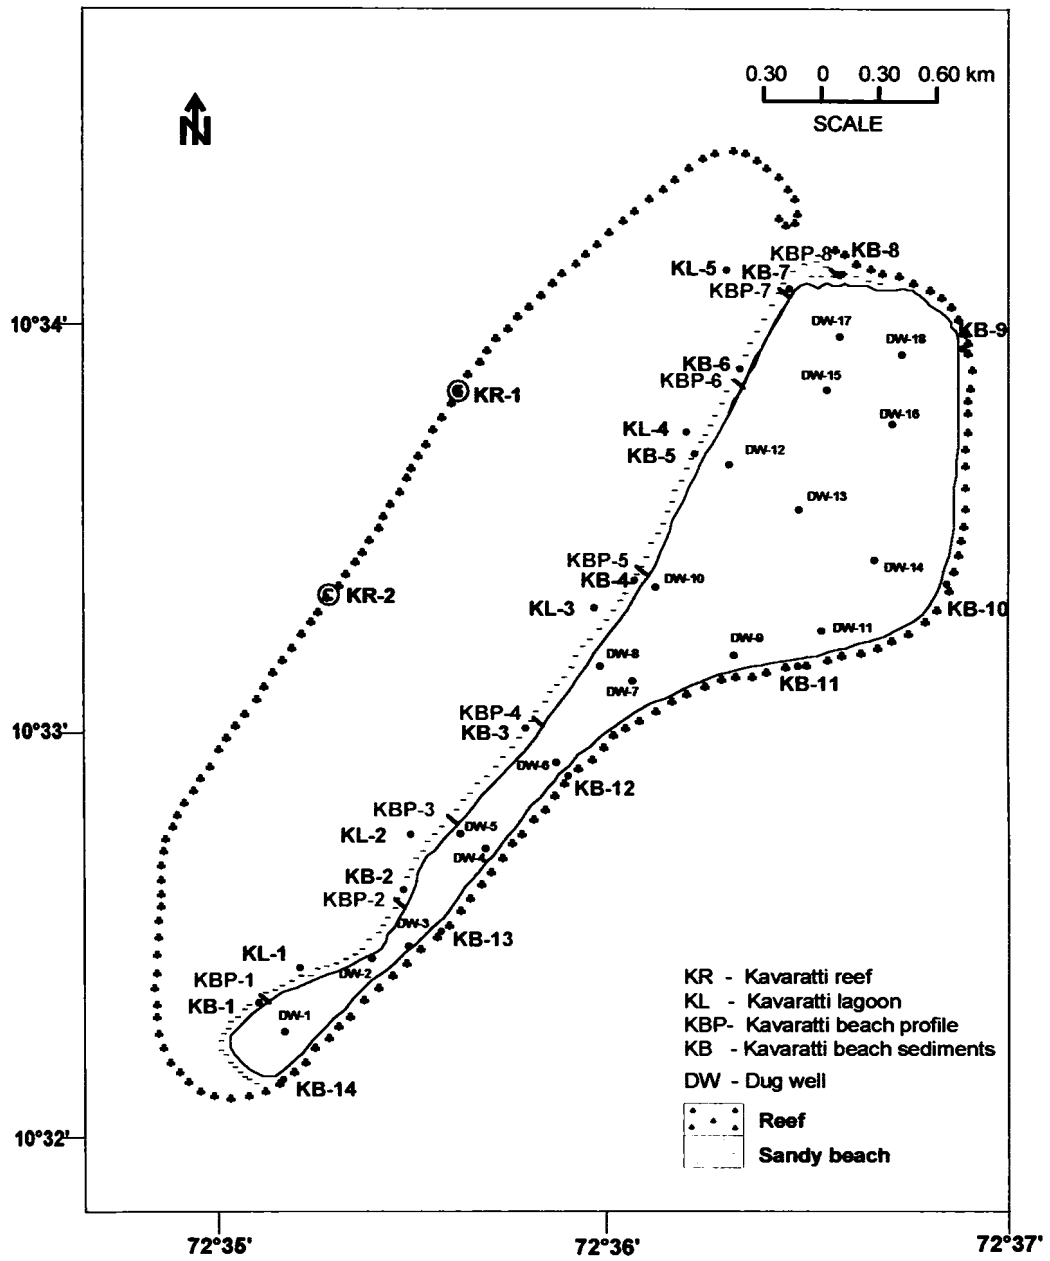 0.30 0 0.30 0.60 km
SCALE
N
KBP-8 KB-8
KL-5 KB-7
KBP-7
10°34'
DW-17
KB-9
DW-18
KB-6
KBP-6
DW-15
KR-1
DW-16
KL-4
KB-5
DW-12
DW-13
KBP-5
DW-14
KB-4 DW-10
KR-2
KL-3
KB-10
DW-11
DW-9
DW-8
KB-11
DW-7
KBP-4
10°33'
KB-3
DW-6
KB-12
KBP-3
DW-5
KL-2
DW-4
KB-2
KBP-2
DW-3
KB-13
KL-1
DW-2
KBP-1
KB-1
DW-1
KB-14
KR - Kavaratti reef
KL - Kavaratti lagoon
KBP- Kavaratti beach profile
KB - Kavaratti beach sediments
DW - Dug well
Reef
10°32'
Sandy beach
72°35' 72°36' 72°37'